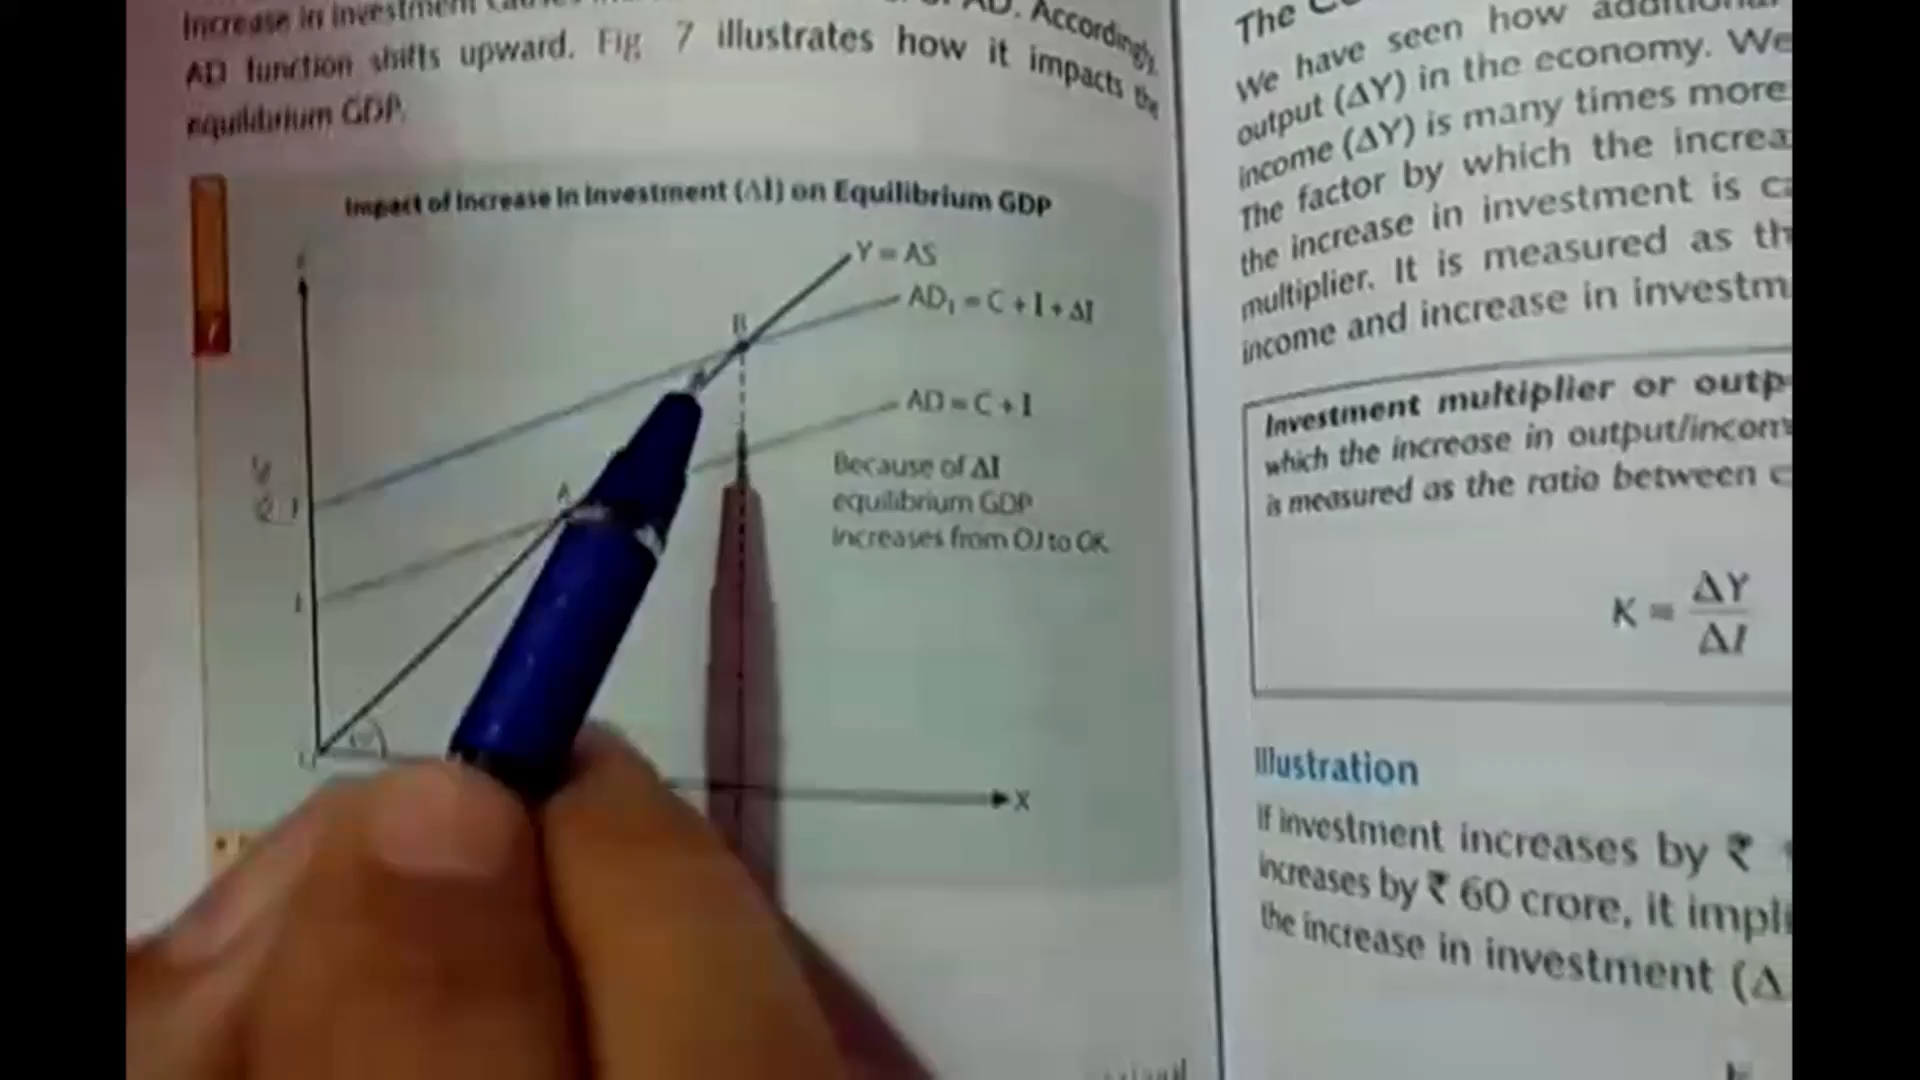 Increase in investment
AD. Accordingly,
AD function shifts upward. Fig. 7 illustrates how it impacts the
equilibrium GDP.
Impact of Increase in Investment (ΔI) on Equilibrium GDP
Y = AS
AD₁ = C + I + ΔI
B
AD = C + I
A
Because of ΔI
equilibrium GDP
increases from OJ to OK
X
7
The
We have seen how additional
output (ΔY) in the economy. We
income (ΔY) is many times more
The factor by which the increa
the increase in investment is ca
multiplier. It is measured as th
income and increase in investm
Investment multiplier or outp
which the increase in output/incom
is measured as the ratio between c
K = ΔY/ΔI
Illustration
If investment increases by ₹
increases by ₹ 60 crore, it impli
the increase in investment (Δ